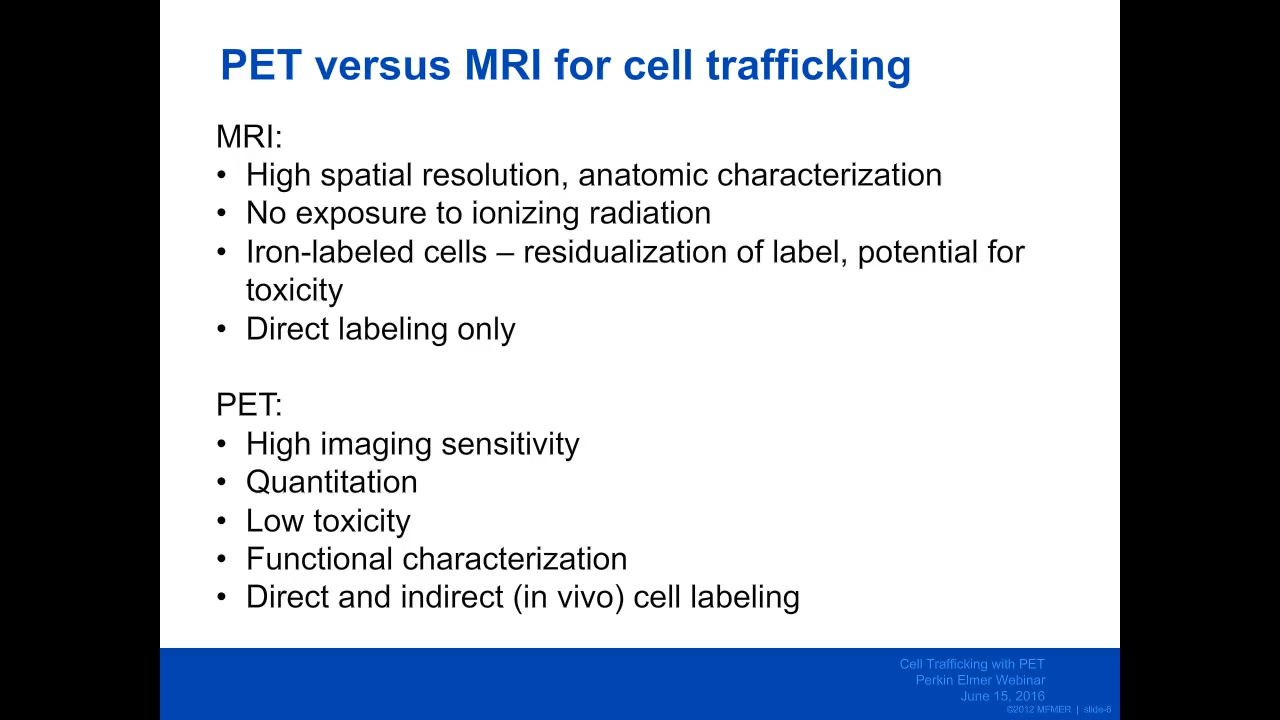 PET versus MRI for cell trafficking
MRI:
• High spatial resolution, anatomic characterization
• No exposure to ionizing radiation
• Iron-labeled cells – residualization of label, potential for
toxicity
• Direct labeling only
PET:
• High imaging sensitivity
• Quantitation
• Low toxicity
• Functional characterization
• Direct and indirect (in vivo) cell labeling
Cell Trafficking with PET
Perkin Elmer Webinar
June 15, 2016
©2012 MFMER | slide-6